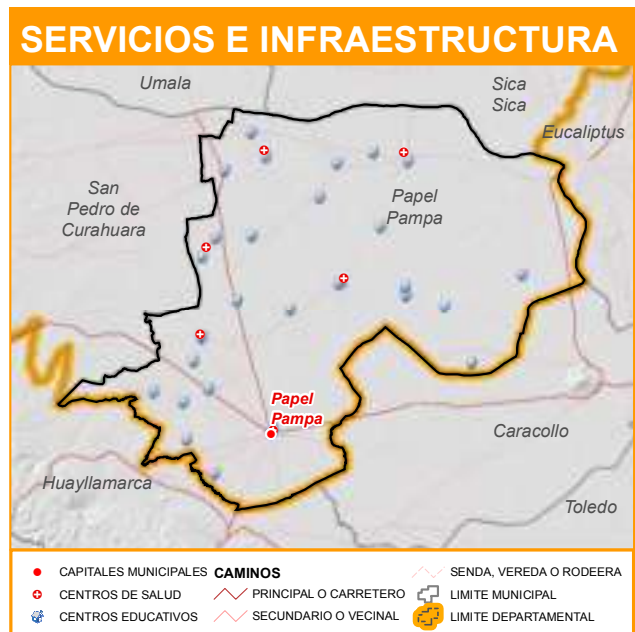 SERVICIOS E INFRAESTRUCTURA
Umala
Sica
Sica
Eucaliptus
San
Pedro de
Curahuara
Papel
Pampa
Papel
Pampa
Caracollo
Huayllamarca
Toledo
CAPITALES MUNICIPALES
CENTROS DE SALUD
CENTROS EDUCATIVOS
CAMINOS
PRINCIPAL O CARRETERO
SECUNDARIO O VECINAL
SENDA, VEREDA O RODEERA
LIMITE MUNICIPAL
LIMITE DEPARTAMENTAL